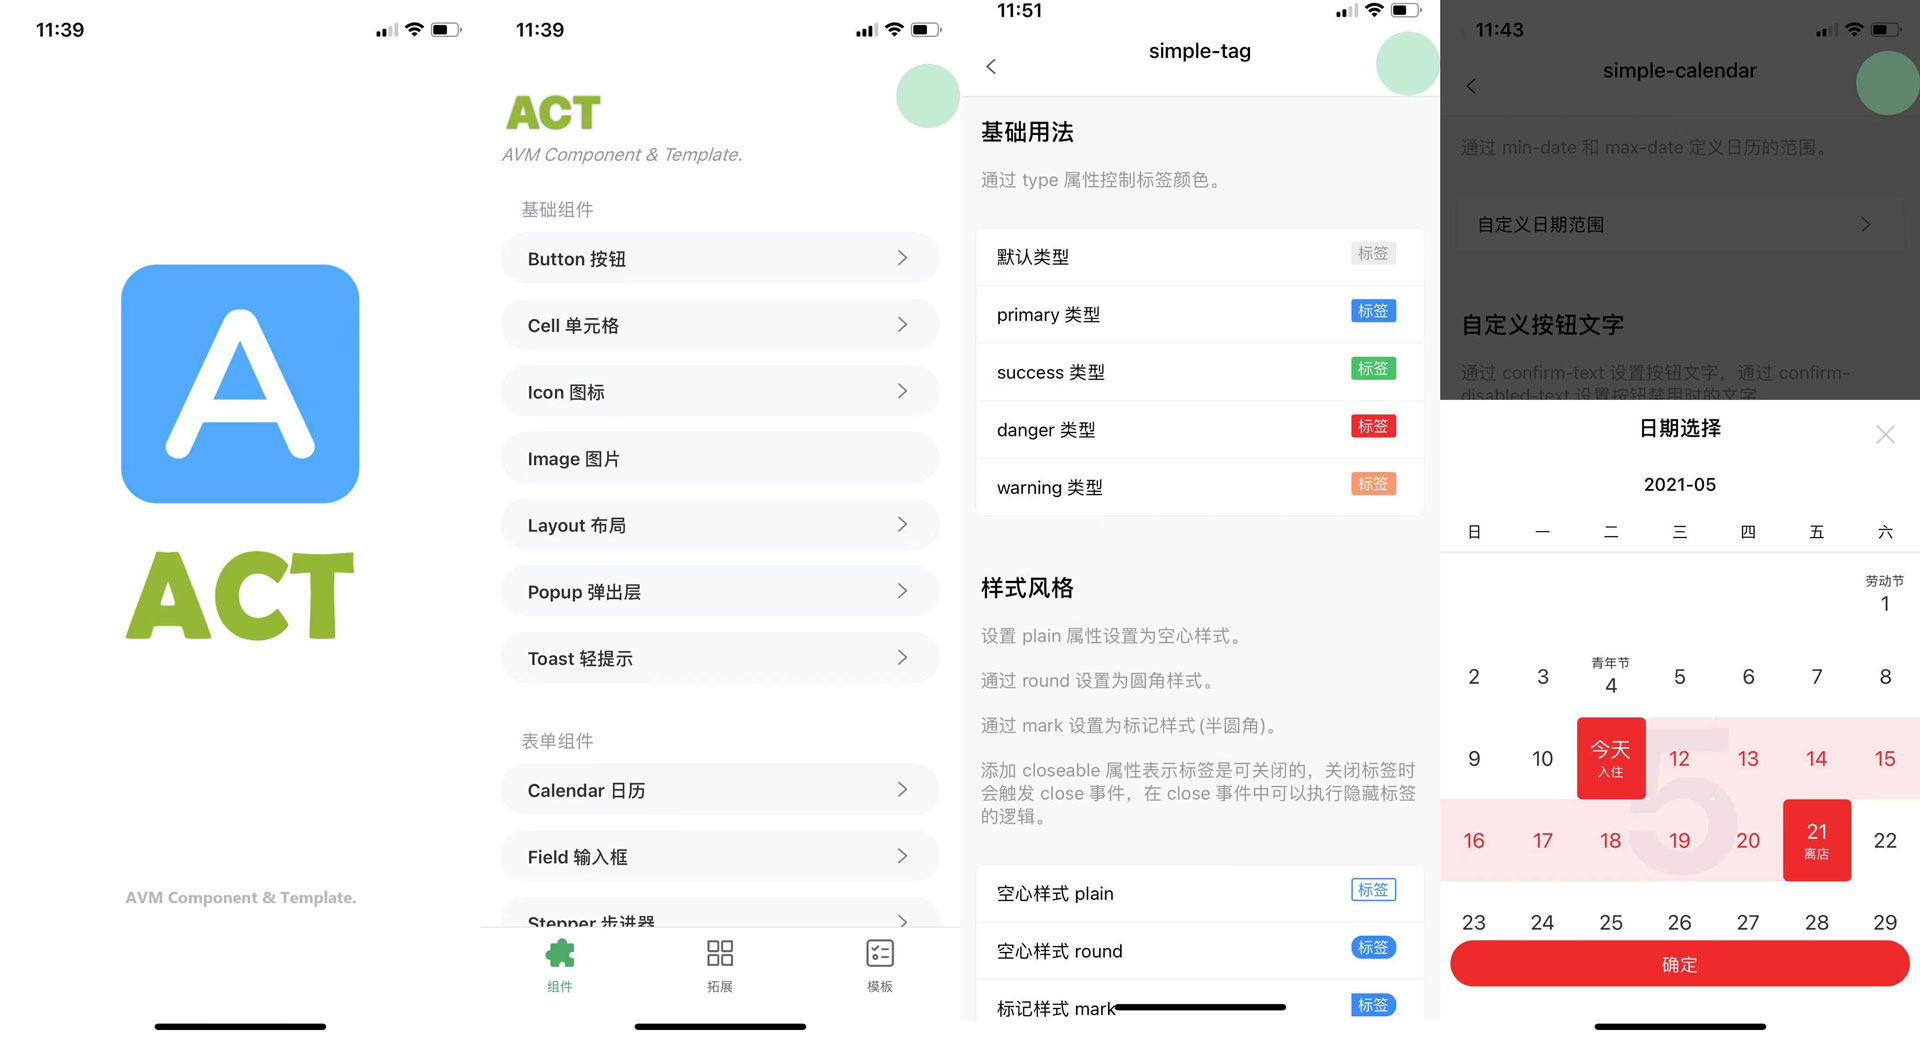 11:39
A
ACT
AVM Component & Template.
11:39
ACT
AVM Component & Template.
基础组件
Button 按钮
Cell 单元格
Icon 图标
Image 图片
Layout 布局
Popup 弹出层
Toast 轻提示
表单组件
Calendar 日历
Field 输入框
Stepper 步进器
组件
拓展
模板
11:51
simple-tag
基础用法
通过 type 属性控制标签颜色。
默认类型 标签
primary 类型 标签
success 类型 标签
danger 类型 标签
warning 类型 标签
样式风格
设置 plain 属性设置为空心样式。
通过 round 设置为圆角样式。
通过 mark 设置为标记样式(半圆角)。
添加 closeable 属性表示标签是可关闭的，关闭标签时
会触发 close 事件，在 close 事件中可以执行隐藏标签
的逻辑。
空心样式 plain 标签
空心样式 round 标签
标记样式 mark 标签
11:43
simple-calendar
通过 min-date 和 max-date 定义日历的范围。
自定义日期范围
自定义按钮文字
通过 confirm-text 设置按钮文字，通过 confirm-
disabled-text 设置按钮禁用时的文字
日期选择
2021-05
日 一 二 三 四 五 六
劳动节
1
青年节
2 3 4 5 6 7 8
5
9 10 今天 12 13 14 15
入住
16 17 18 19 20 21 22
离店
23 24 25 26 27 28 29
确定